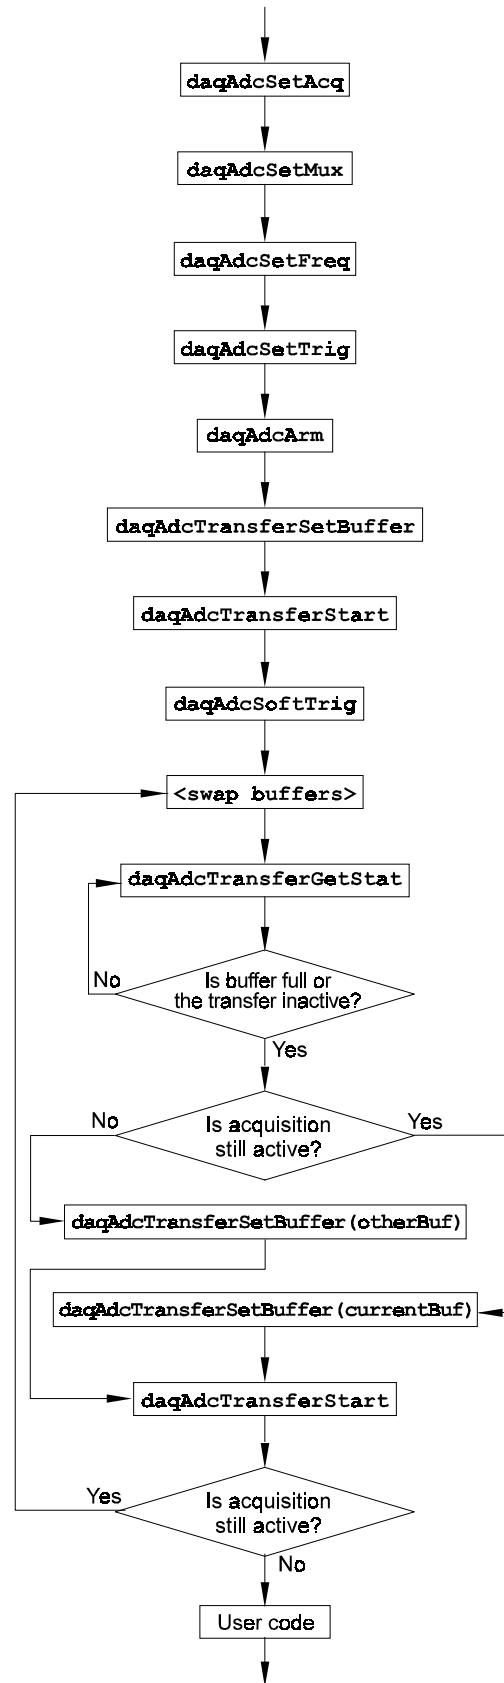 daqAdcSetAcq
daqAdcSetMux
daqAdcSetFreq
daqAdcSetTrig
daqAdcArm
daqAdcTransferSetBuffer
daqAdcTransferStart
daqAdcSoftTrig
<swap buffers>
daqAdcTransferGetStat
No
Is buffer full or
the transfer inactive?
Yes
No
Is acquisition
still active?
Yes
daqAdcTransferSetBuffer(otherBuf)
daqAdcTransferSetBuffer(currentBuf)
daqAdcTransferStart
Yes
Is acquisition
still active?
No
User code